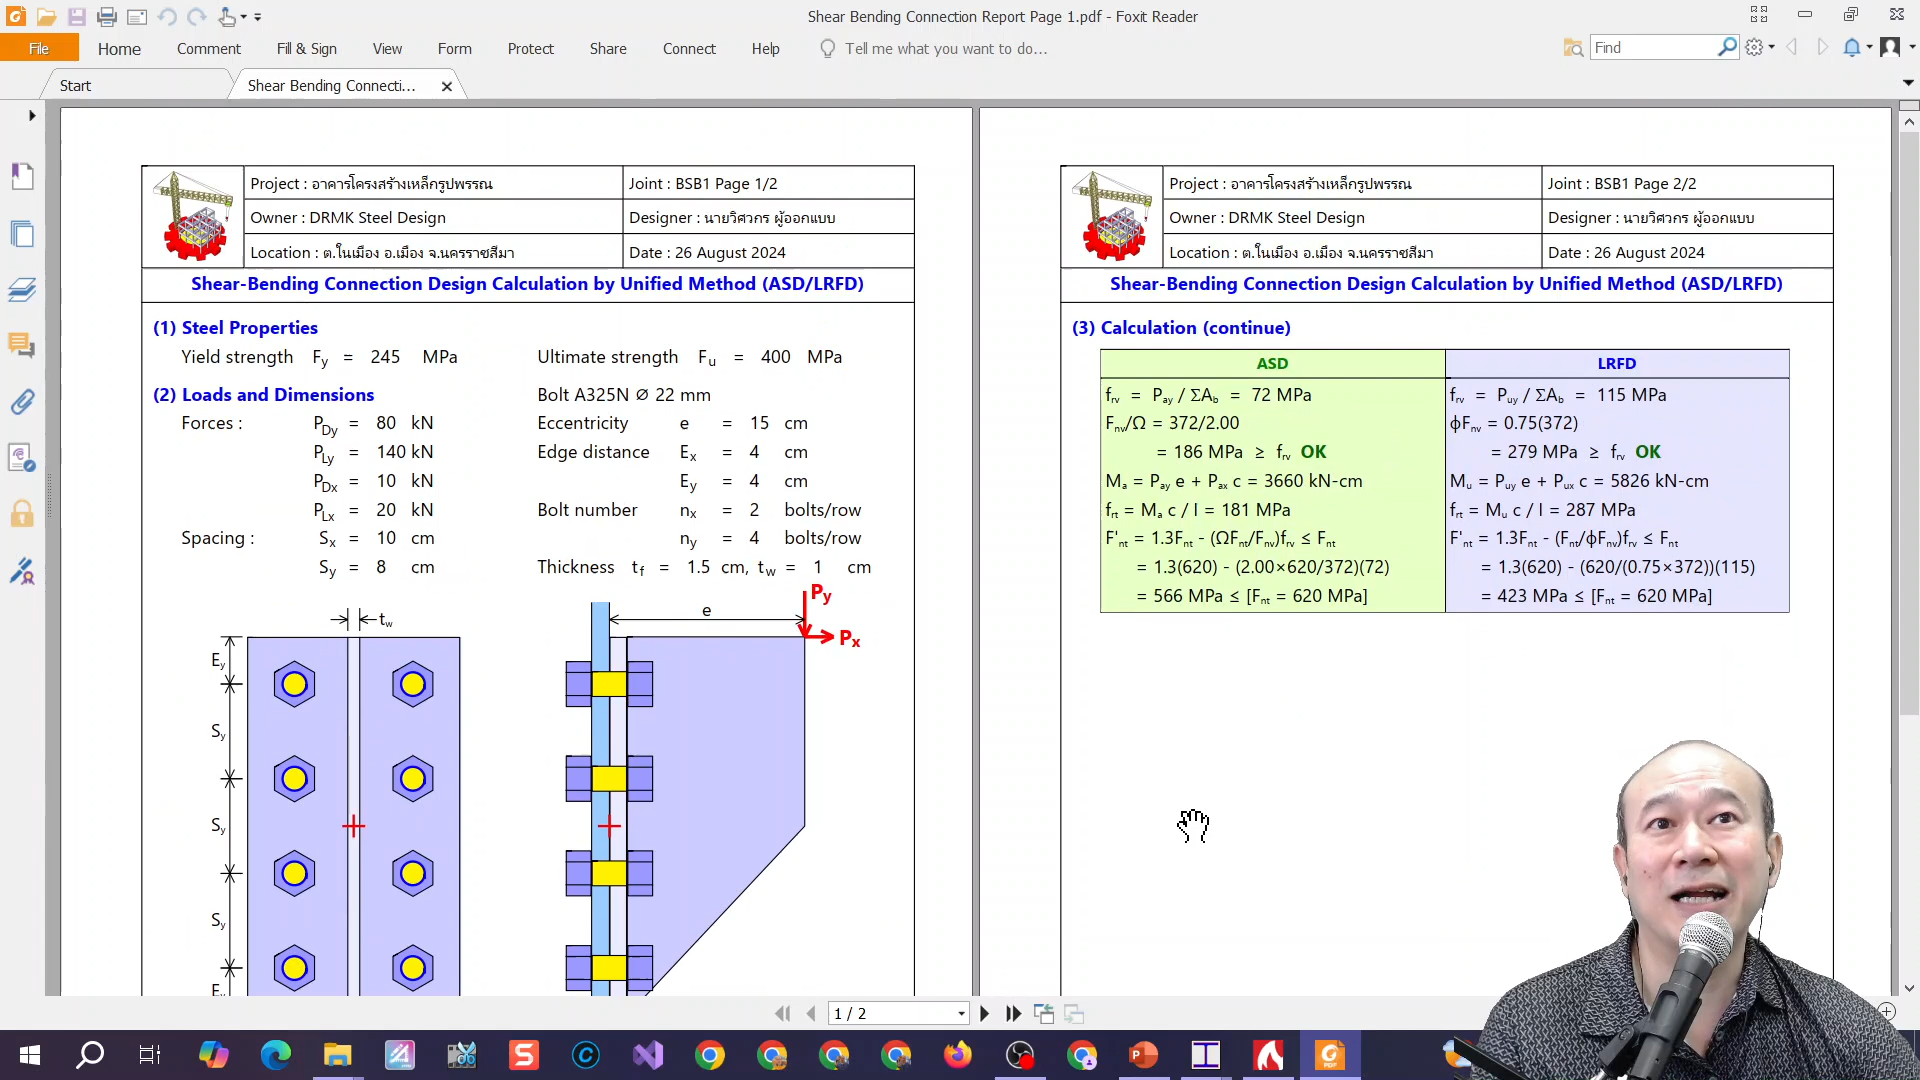 Shear Bending Connection Report Page 1.pdf - Foxit Reader
File Home Comment Fill & Sign View Form Protect Share Connect Help Tell me what you want to do... Find
Start Shear Bending Connecti...
Project : อาคารโครงสร้างเหล็กรูปพรรณ Joint : BSB1 Page 1/2
Owner : DRMK Steel Design Designer : นายวิศวกร ผู้ออกแบบ
Location : ต.ในเมือง อ.เมือง จ.นครราชสีมา Date : 26 August 2024
Shear-Bending Connection Design Calculation by Unified Method (ASD/LRFD)
(1) Steel Properties
Yield strength Fy = 245 MPa Ultimate strength Fu = 400 MPa
(2) Loads and Dimensions Bolt A325N Ø 22 mm
Forces : PDy = 80 kN Eccentricity e = 15 cm
PLy = 140 kN Edge distance Ex = 4 cm
PDx = 10 kN Ey = 4 cm
PLx = 20 kN Bolt number nx = 2 bolts/row
Spacing : Sx = 10 cm ny = 4 bolts/row
Sy = 8 cm Thickness tf = 1.5 cm, tw = 1 cm
Py
e
tw
Px
Ey
Sy
Sy
Sy
Project : อาคารโครงสร้างเหล็กรูปพรรณ Joint : BSB1 Page 2/2
Owner : DRMK Steel Design Designer : นายวิศวกร ผู้ออกแบบ
Location : ต.ในเมือง อ.เมือง จ.นครราชสีมา Date : 26 August 2024
Shear-Bending Connection Design Calculation by Unified Method (ASD/LRFD)
(3) Calculation (continue)
ASD
frv = Pay / ΣAb = 72 MPa
Fnv/Ω = 372/2.00
= 186 MPa ≥ frv OK
Ma = Pay e + Pax c = 3660 kN-cm
frt = Ma c / I = 181 MPa
F'nt = 1.3Fnt - (ΩFnt/Fnv)frv ≤ Fnt
= 1.3(620) - (2.00×620/372)(72)
= 566 MPa ≤ [Fnt = 620 MPa]
LRFD
frv = Puy / ΣAb = 115 MPa
ϕFnv = 0.75(372)
= 279 MPa ≥ frv OK
Mu = Puy e + Pux c = 5826 kN-cm
frt = Mu c / I = 287 MPa
F'nt = 1.3Fnt - (Fnt/ϕFnv)frv ≤ Fnt
= 1.3(620) - (620/(0.75×372))(115)
= 423 MPa ≤ [Fnt = 620 MPa]
1 / 2